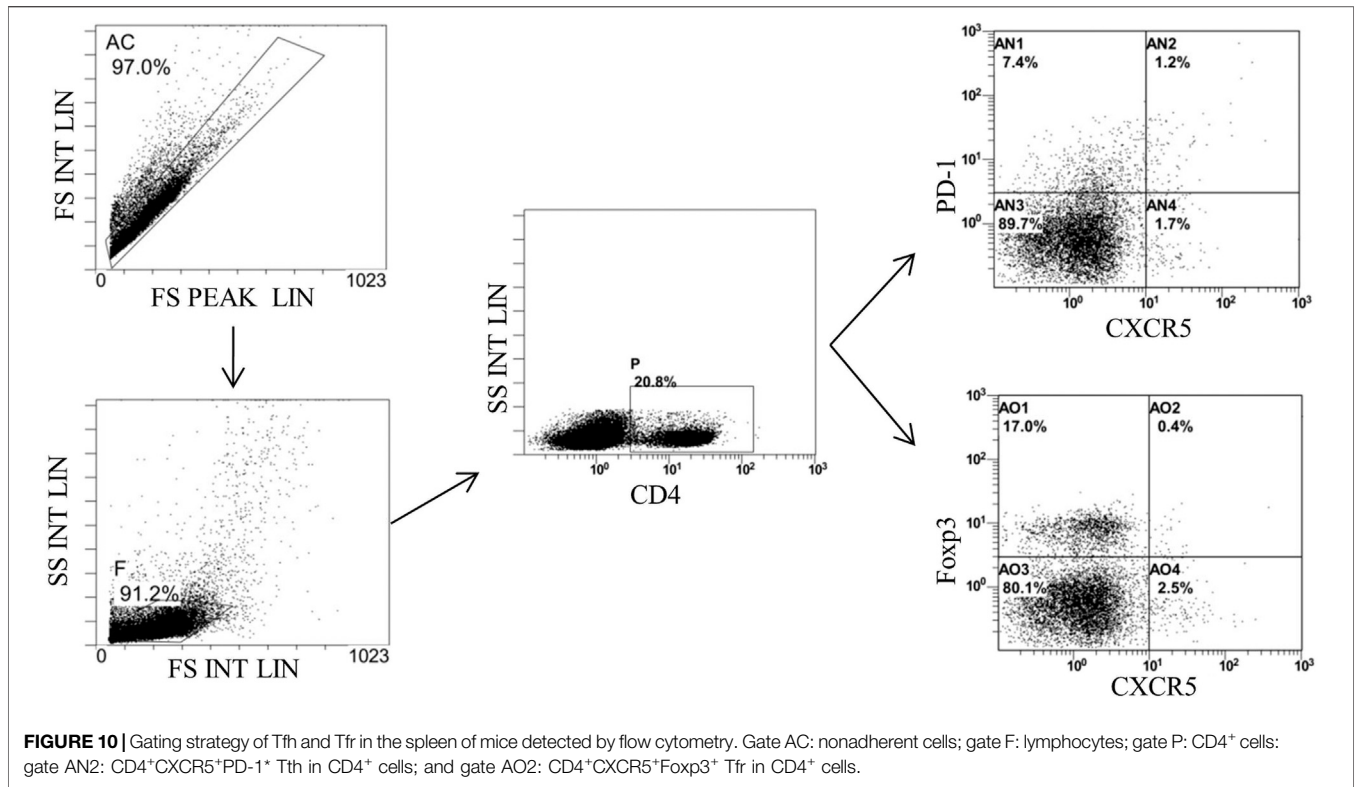 AC
97.0%
FS INT LIN
0
1023
FS PEAK LIN
F
91.2%
SS INT LIN
0
1023
FS INT LIN
P
20.8%
SS INT LIN
10⁰
10¹
10²
10³
CD4
10³
10²
10¹
10⁰
AN1
7.4%
AN2
1.2%
AN3
89.7%
AN4
1.7%
PD-1
10⁰
10¹
10²
10³
CXCR5
10³
10²
10¹
10⁰
AO1
17.0%
AO2
0.4%
AO3
80.1%
AO4
2.5%
Foxp3
10⁰
10¹
10²
10³
CXCR5
FIGURE 10 | Gating strategy of Tfh and Tfr in the spleen of mice detected by flow cytometry. Gate AC: nonadherent cells; gate F: lymphocytes; gate P: CD4⁺ cells:
gate AN2: CD4⁺CXCR5⁺PD-1* Tth in CD4⁺ cells; and gate AO2: CD4⁺CXCR5⁺Foxp3⁺ Tfr in CD4⁺ cells.